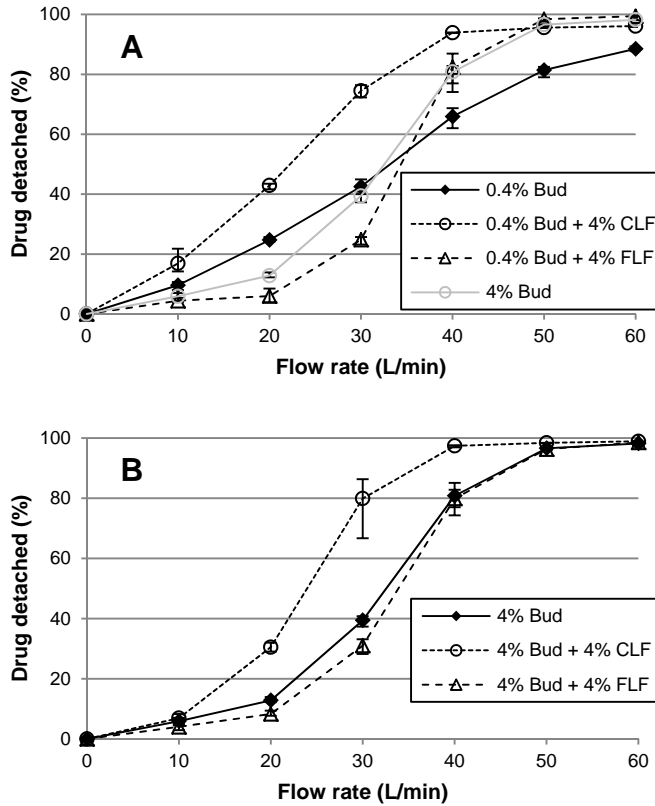 A
Drug detached (%)
100
80
60
40
20
0
0 10 20 30 40 50 60
Flow rate (L/min)
0.4% Bud
0.4% Bud + 4% CLF
0.4% Bud + 4% FLF
4% Bud
B
Drug detached (%)
100
80
60
40
20
0
0 10 20 30 40 50 60
Flow rate (L/min)
4% Bud
4% Bud + 4% CLF
4% Bud + 4% FLF